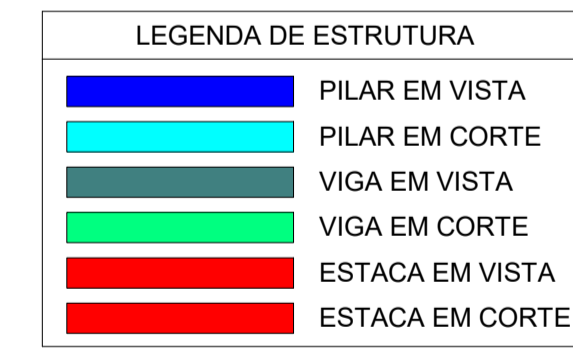 LEGENDA DE ESTRUTURA
PILAR EM VISTA
PILAR EM CORTE
VIGA EM VISTA
VIGA EM CORTE
ESTACA EM VISTA
ESTACA EM CORTE